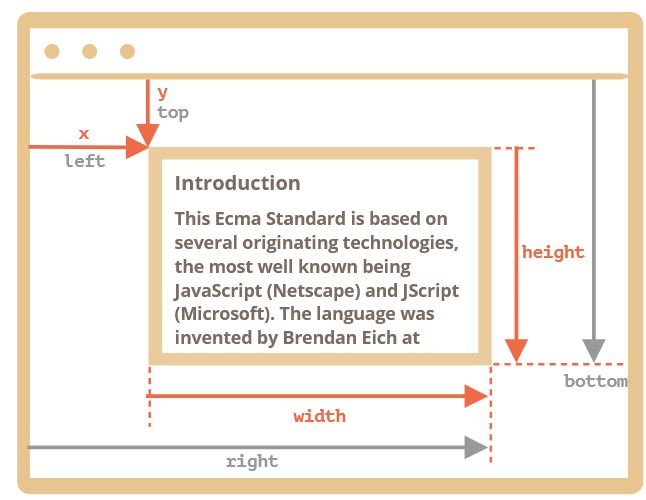 y
top
x
left
Introduction
This Ecma Standard is based on
several originating technologies,
the most well known being
JavaScript (Netscape) and JScript
(Microsoft). The language was
invented by Brendan Eich at
height
bottom
width
right